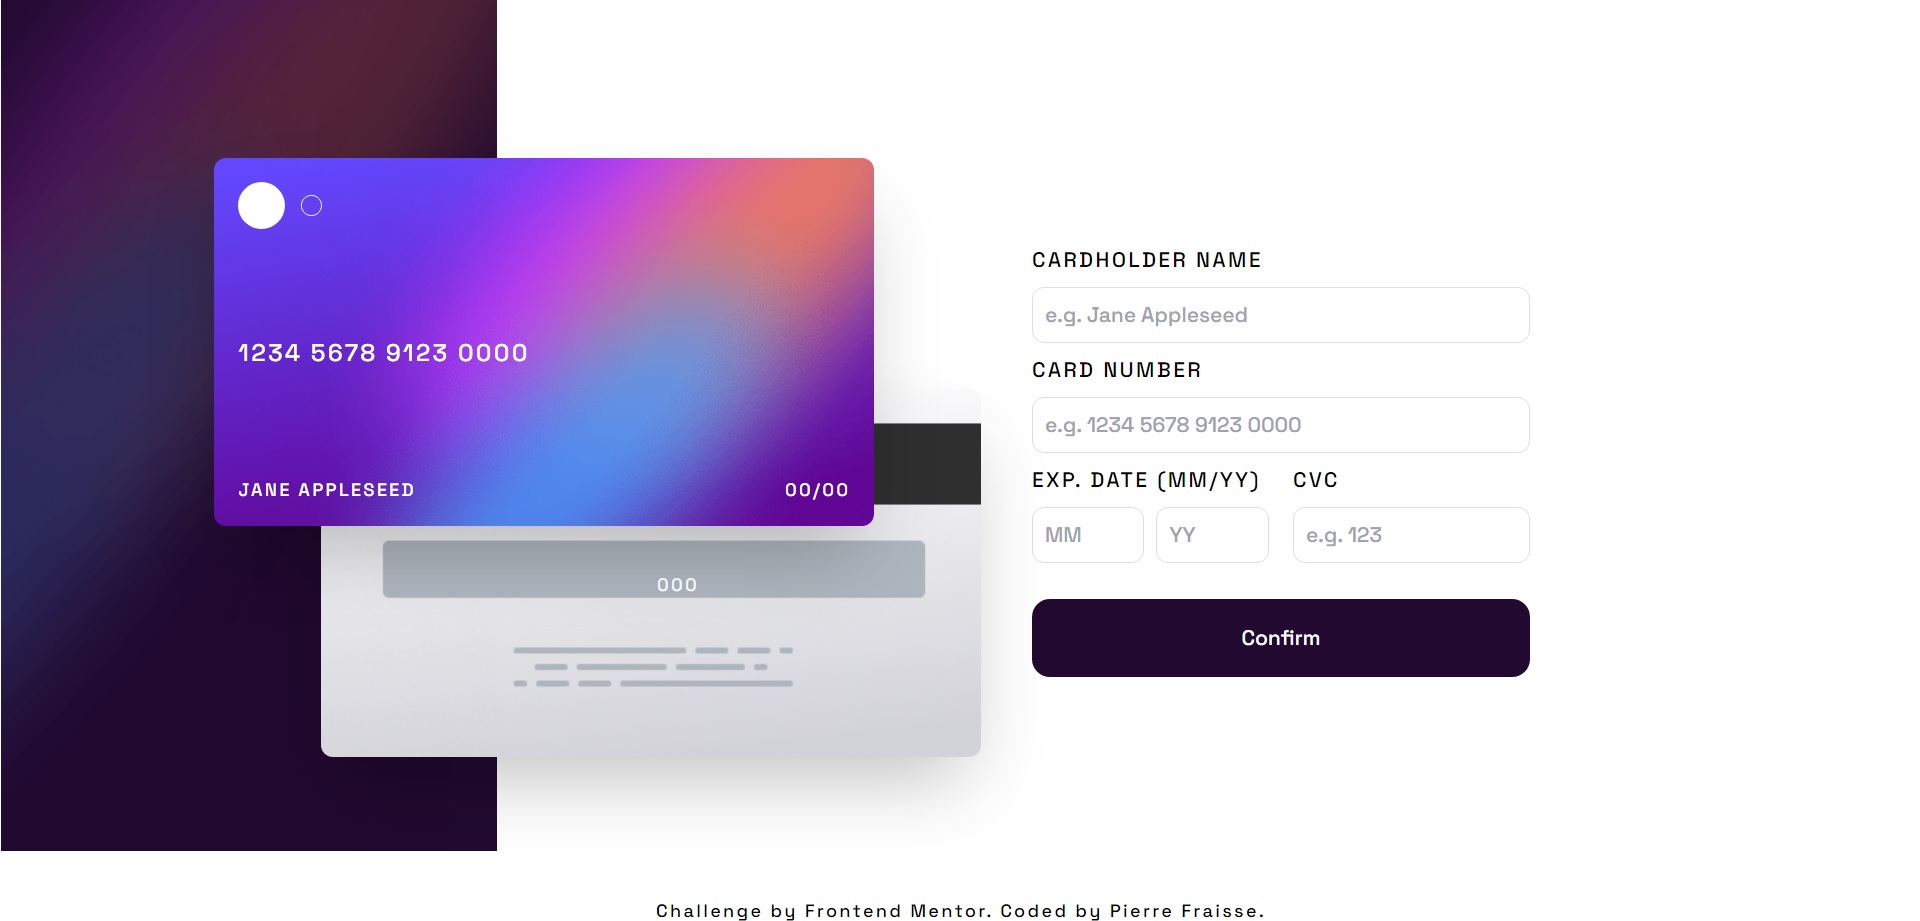 1234 5678 9123 0000
JANE APPLESEED 00/00
000
CARDHOLDER NAME
e.g. Jane Appleseed
CARD NUMBER
e.g. 1234 5678 9123 0000
EXP. DATE (MM/YY) CVC
MM YY e.g. 123
Confirm
Challenge by Frontend Mentor. Coded by Pierre Fraisse.